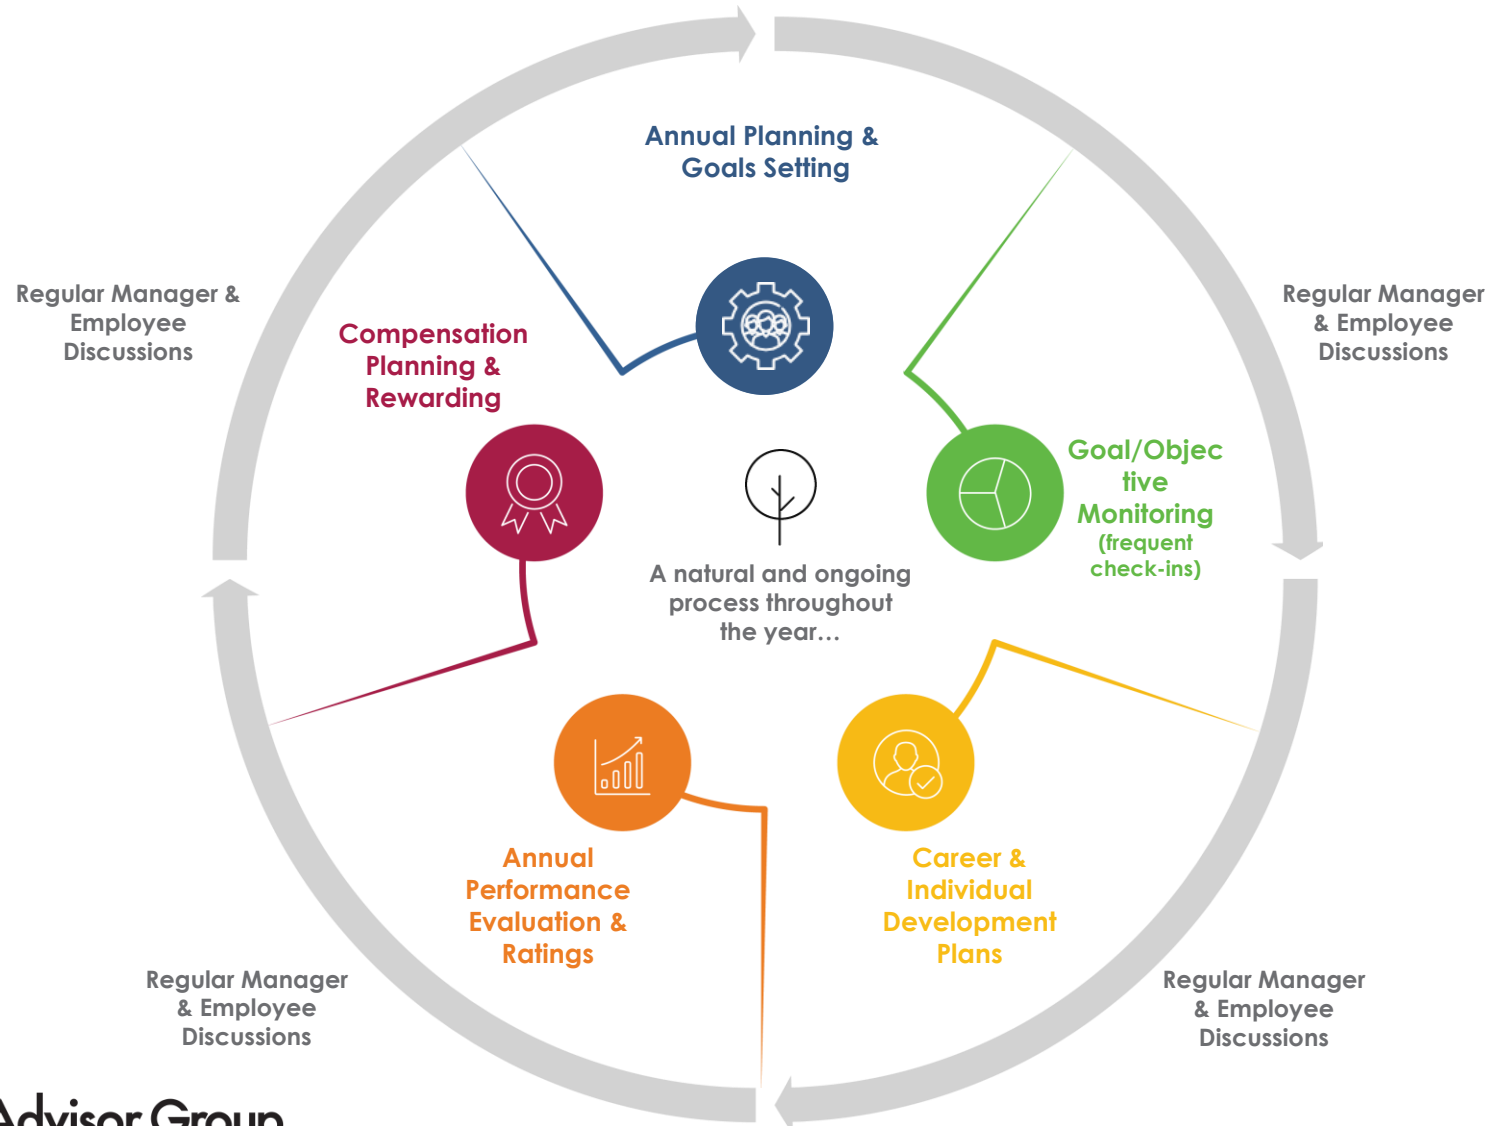 Annual Planning &
Goals Setting
Regular Manager &
Employee
Discussions
Regular Manager
& Employee
Discussions
Compensation
Planning &
Rewarding
Goal/Objec
tive
Monitoring
(frequent
check-ins)
A natural and ongoing
process throughout
the year…
Annual
Performance
Evaluation &
Ratings
Career &
Individual
Development
Plans
Regular Manager
& Employee
Discussions
Regular Manager
& Employee
Discussions
Advisor Group